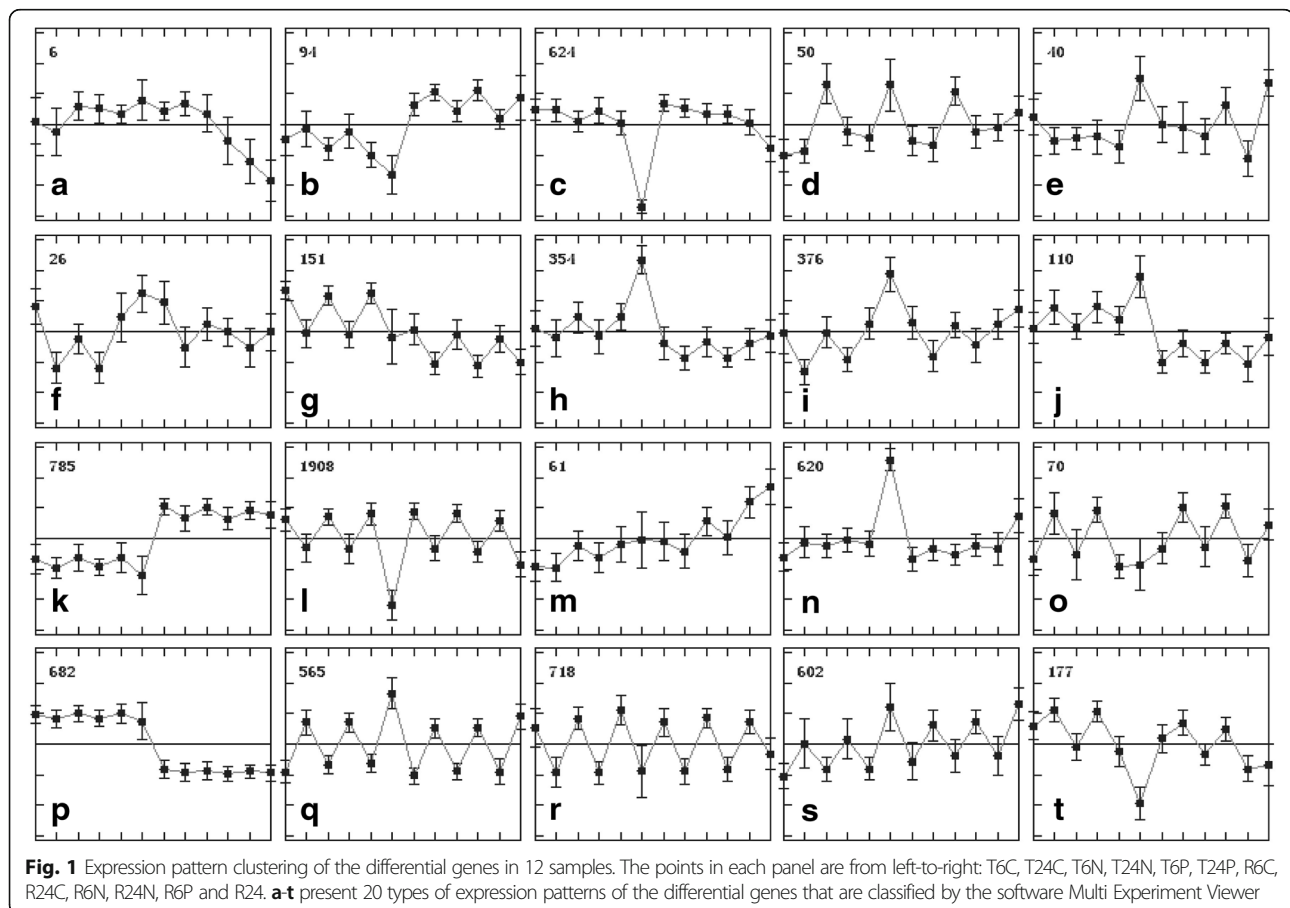 6 94 624 50 40
a b c d e
26 151 354 376 110
f g h i j
785 1908 61 620 70
k l m n o
682 565 718 602 177
p q r s t
Fig. 1 Expression pattern clustering of the differential genes in 12 samples. The points in each panel are from left-to-right: T6C, T24C, T6N, T24N, T6P, T24P, R6C,
R24C, R6N, R24N, R6P and R24. a-t present 20 types of expression patterns of the differential genes that are classified by the software Multi Experiment Viewer